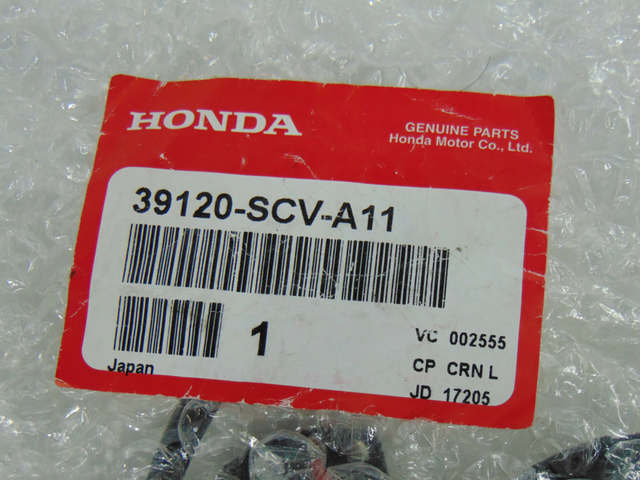 HONDA
GENUINE PARTS
Honda Motor Co., Ltd.
39120-SCV-A11
1
VC 002555
CP CRN L
Japan
JD 17205